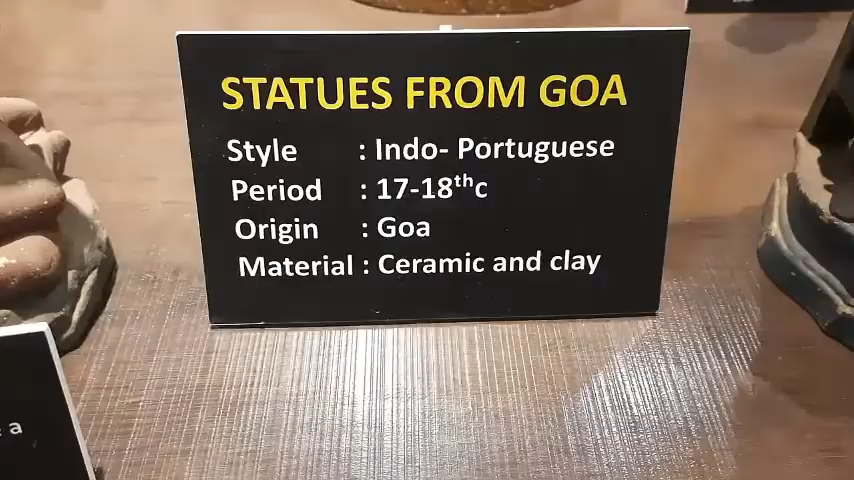 STATUES FROM GOA
Style : Indo- Portuguese
Period : 17-18thc
Origin : Goa
Material : Ceramic and clay
a